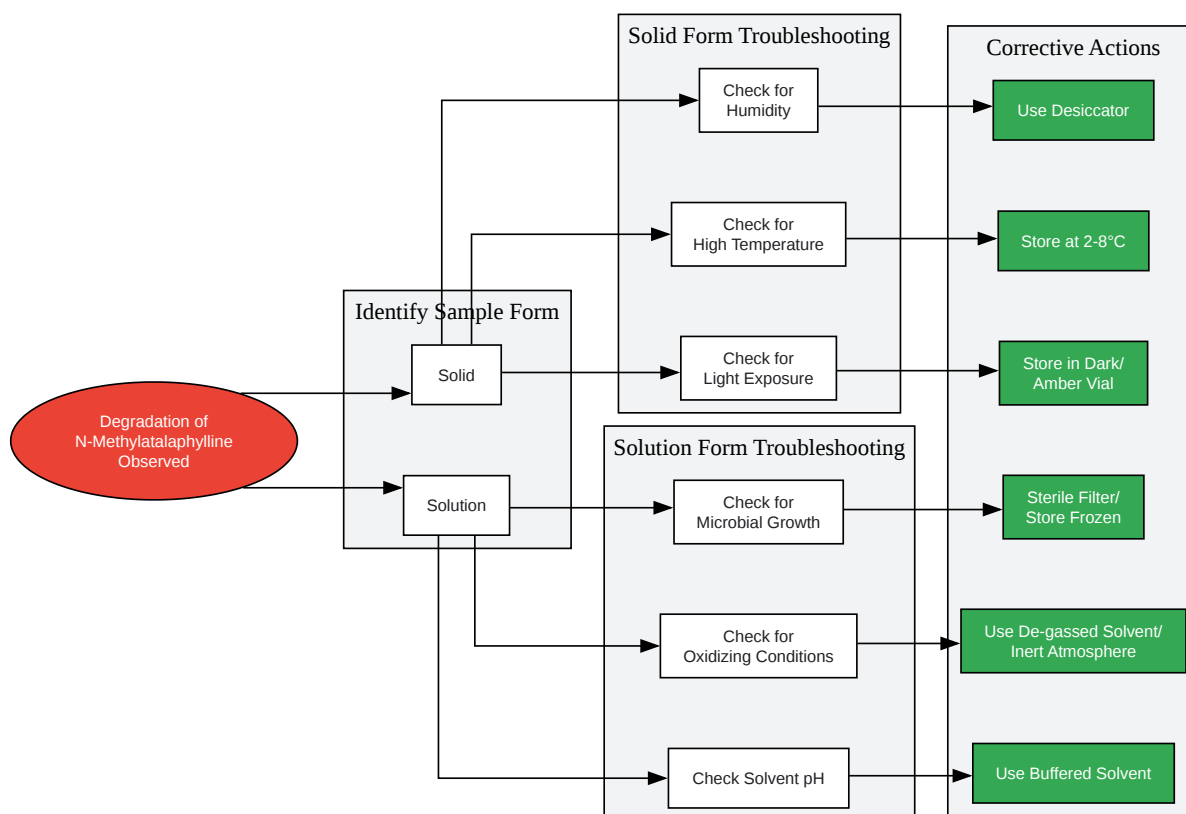 Degradation of
N-Methylatalaphylline
Observed
Identify Sample Form
Solid
Solution
Solid Form Troubleshooting
Check for
Humidity
Check for
High Temperature
Check for
Light Exposure
Solution Form Troubleshooting
Check for
Microbial Growth
Check for
Oxidizing Conditions
Check Solvent pH
Corrective Actions
Use Desiccator
Store at 2-8°C
Store in Dark/
Amber Vial
Sterile Filter/
Store Frozen
Use De-gassed Solvent/
Inert Atmosphere
Use Buffered Solvent